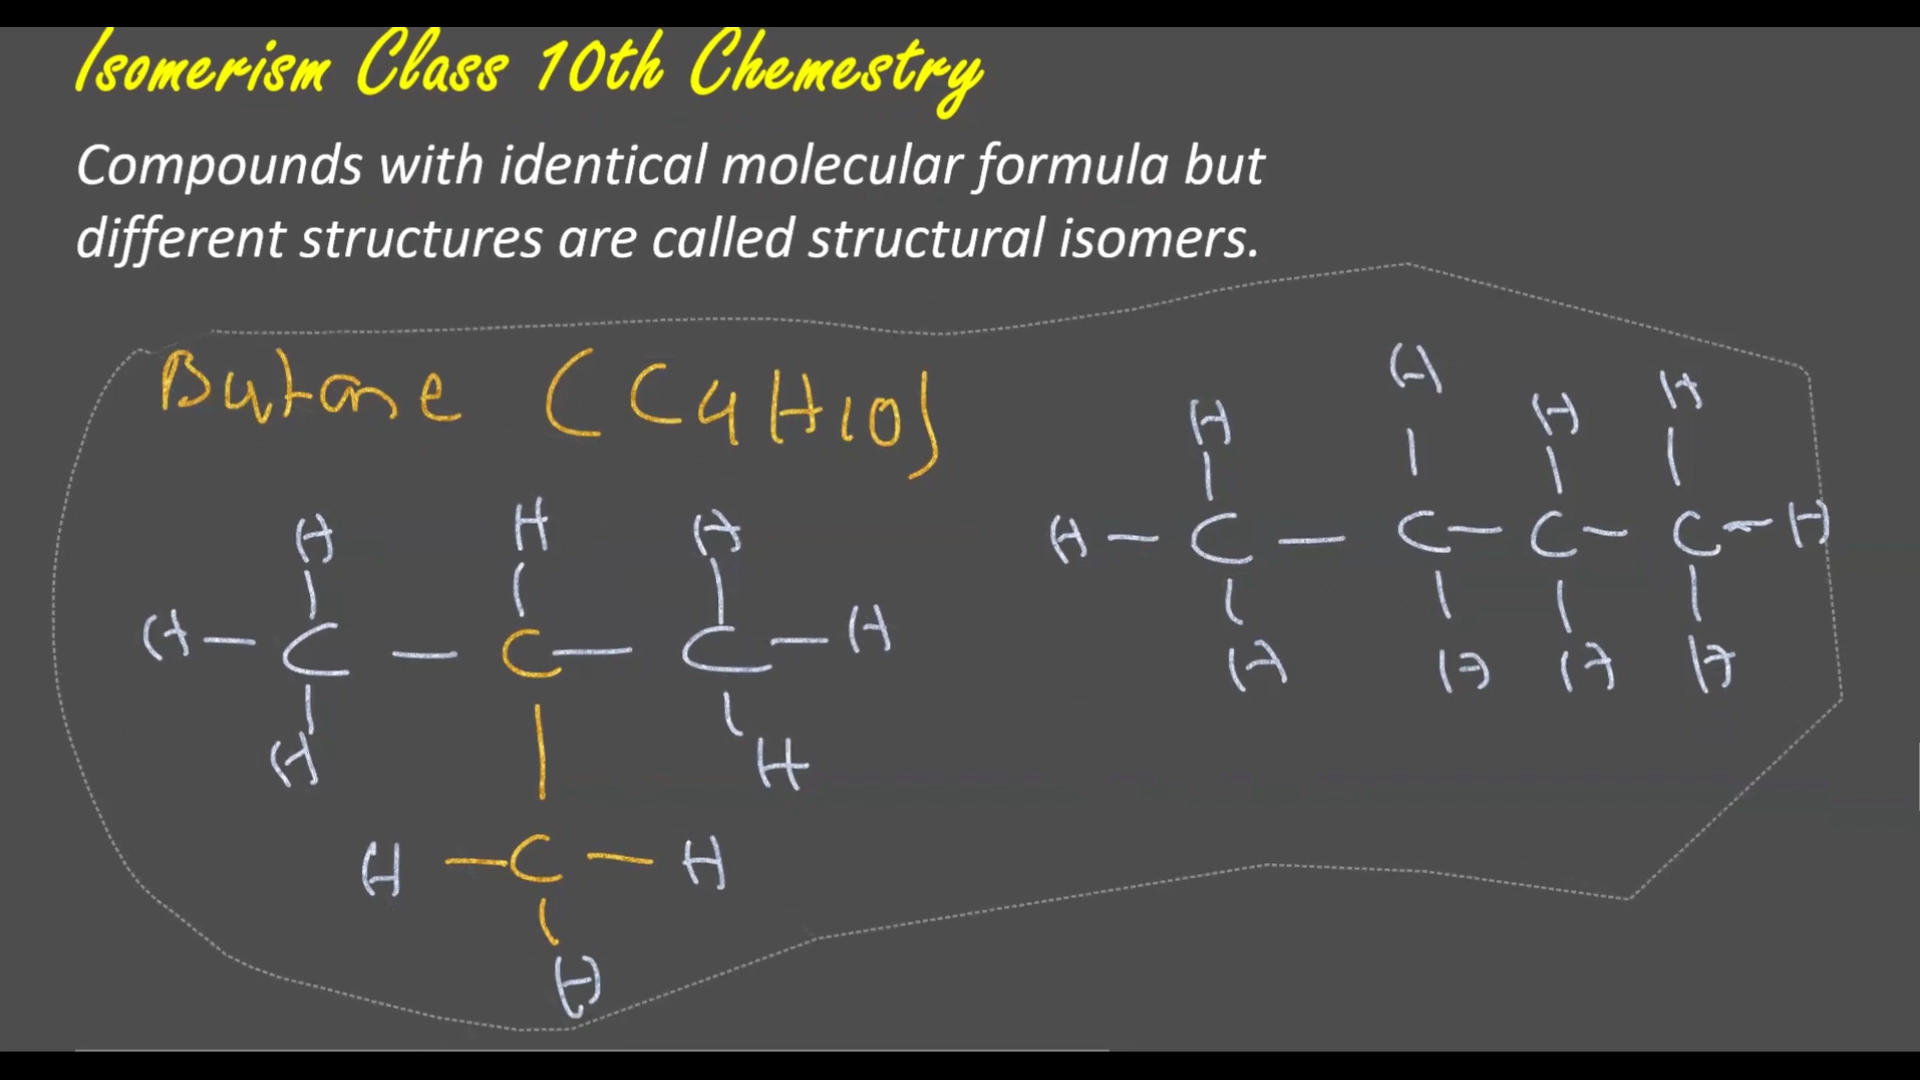 Isomerism Class 10th Chemestry
Compounds with identical molecular formula but
different structures are called structural isomers.
Butane (C4H10)
H H H
H - C - C - C - H
H H
H - C - H
H
H H H H
H - C - C - C - C - H
H H H H